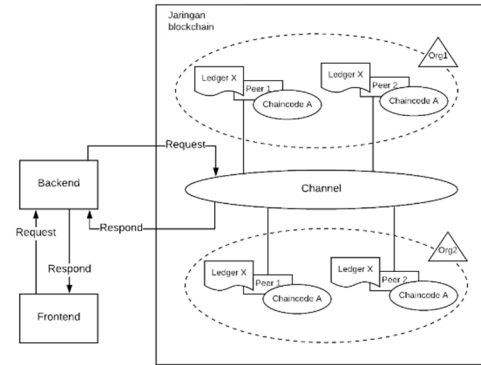 Jaringan
blockchain
Org1
Ledger X
Peer 1
Chaincode A
Ledger X
Peer 2
Chaincode A
Request
Backend
Channel
Respond
Request
Respond
Frontend
Org2
Ledger X
Peer 1
Chaincode A
Ledger X
Peer 2
Chaincode A